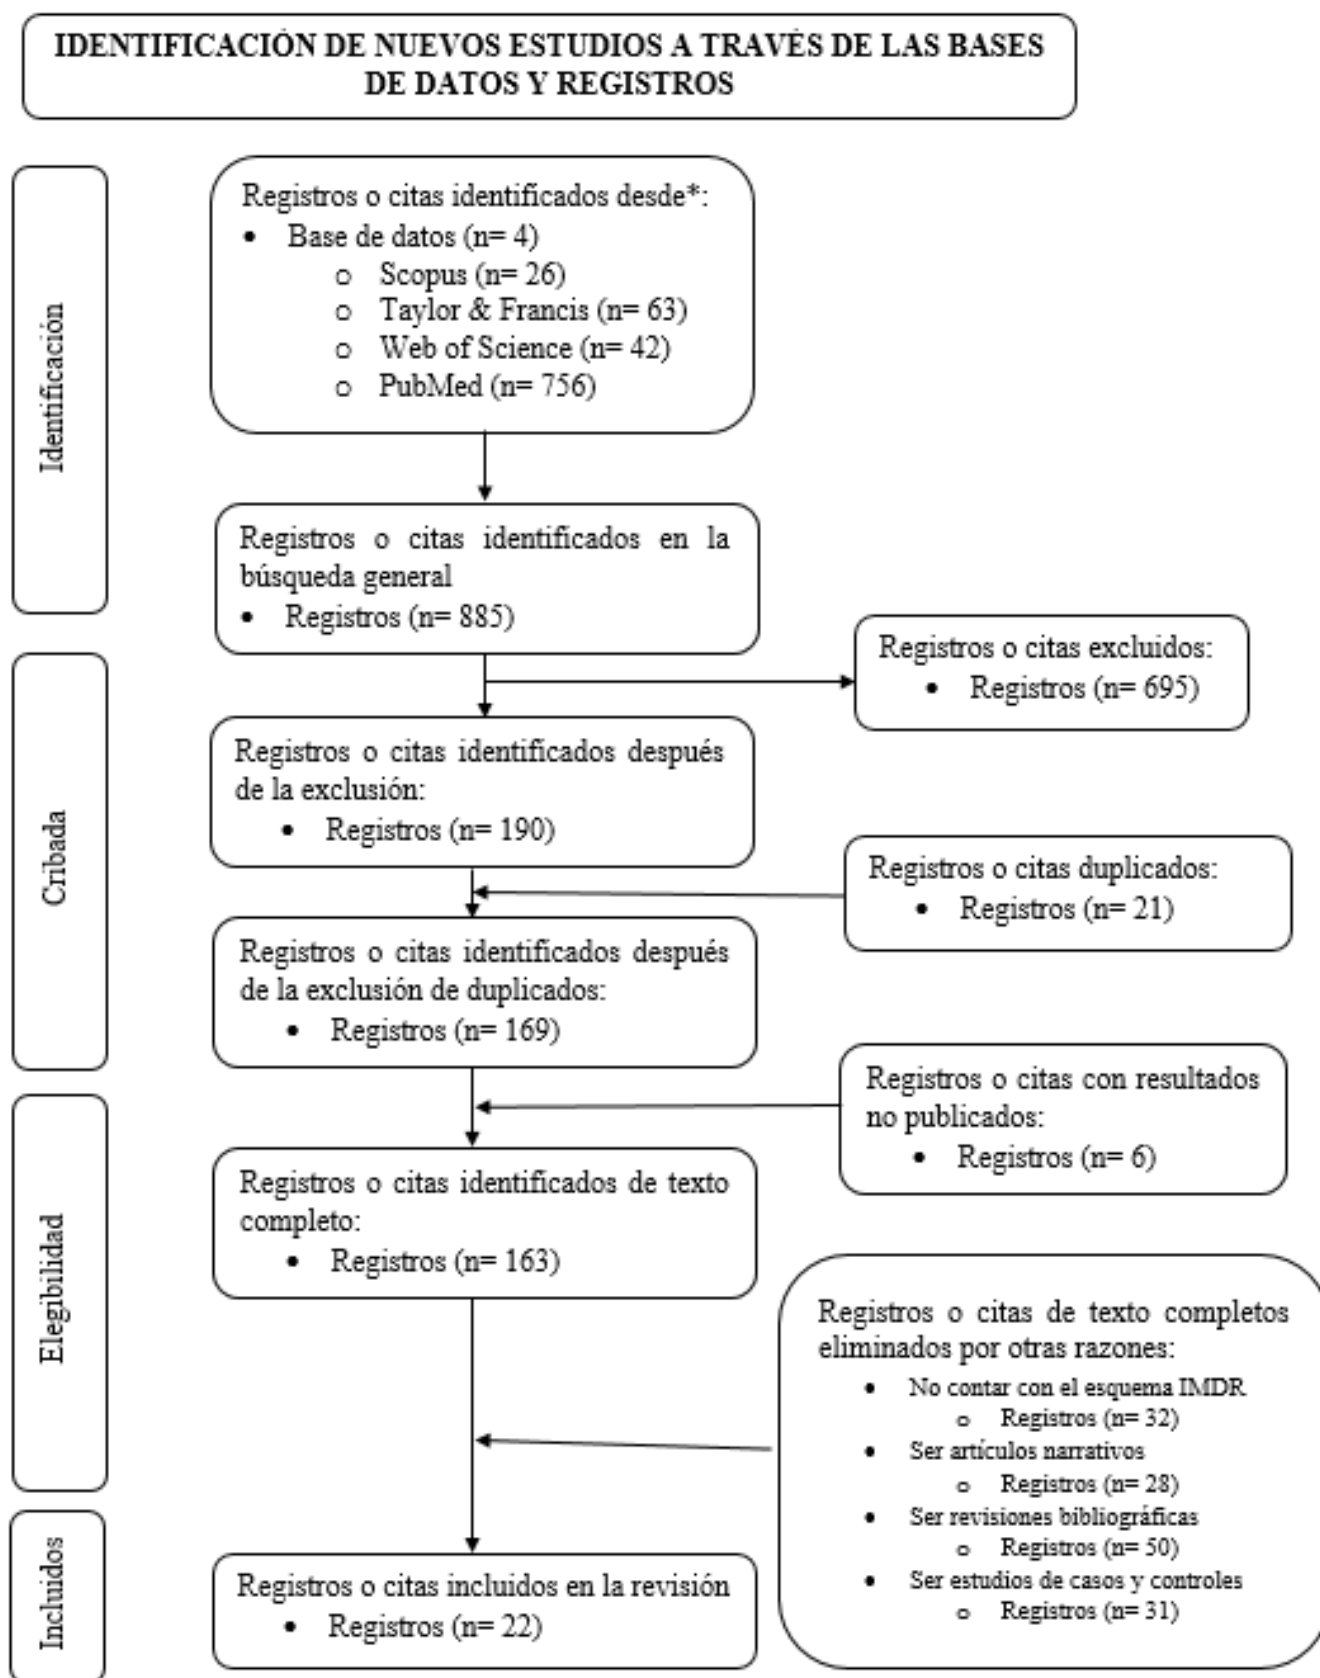 IDENTIFICACIÓN DE NUEVOS ESTUDIOS A TRAVÉS DE LAS BASES
DE DATOS Y REGISTROS
Identificación
Registros o citas identificados desde*:
• Base de datos (n= 4)
o Scopus (n= 26)
o Taylor & Francis (n= 63)
o Web of Science (n= 42)
o PubMed (n= 756)
Registros o citas identificados en la
búsqueda general
• Registros (n= 885)
Registros o citas excluidos:
• Registros (n= 695)
Cribada
Registros o citas identificados después
de la exclusión:
• Registros (n= 190)
Registros o citas duplicados:
• Registros (n= 21)
Registros o citas identificados después
de la exclusión de duplicados:
• Registros (n= 169)
Registros o citas con resultados
no publicados:
• Registros (n= 6)
Elegibilidad
Registros o citas identificados de texto
completo:
• Registros (n= 163)
Registros o citas de texto completos
eliminados por otras razones:
• No contar con el esquema IMDR
o Registros (n= 32)
• Ser artículos narrativos
o Registros (n= 28)
• Ser revisiones bibliográficas
o Registros (n= 50)
• Ser estudios de casos y controles
o Registros (n= 31)
Incluidos
Registros o citas incluidos en la revisión
• Registros (n= 22)